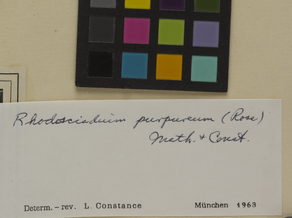 Rhodosciadium purpureum (Rose)
Math. & Const.
Determ. – rev. L. Constance München 1963